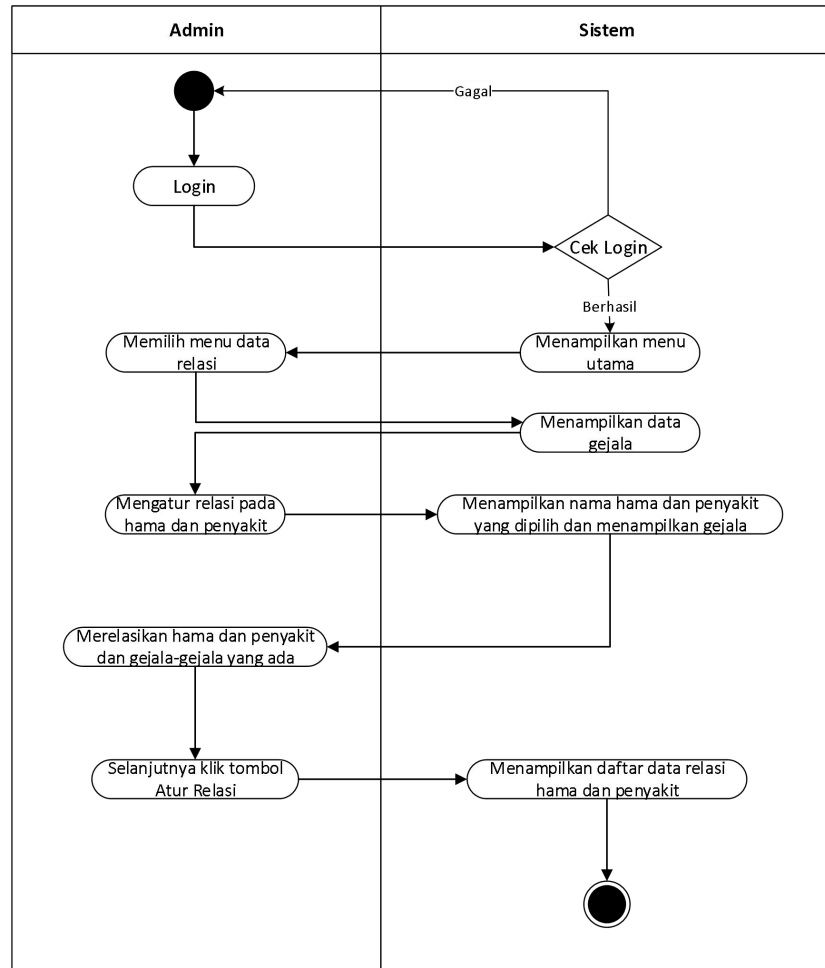 Admin
Sistem
Gagal
Login
Cek Login
Berhasil
Memilih menu data
relasi
Menampilkan menu
utama
Menampilkan data
gejala
Mengatur relasi pada
hama dan penyakit
Menampilkan nama hama dan penyakit
yang dipilih dan menampilkan gejala
Merelasikan hama dan penyakit
dan gejala-gejala yang ada
Selanjutnya klik tombol
Atur Relasi
Menampilkan daftar data relasi
hama dan penyakit